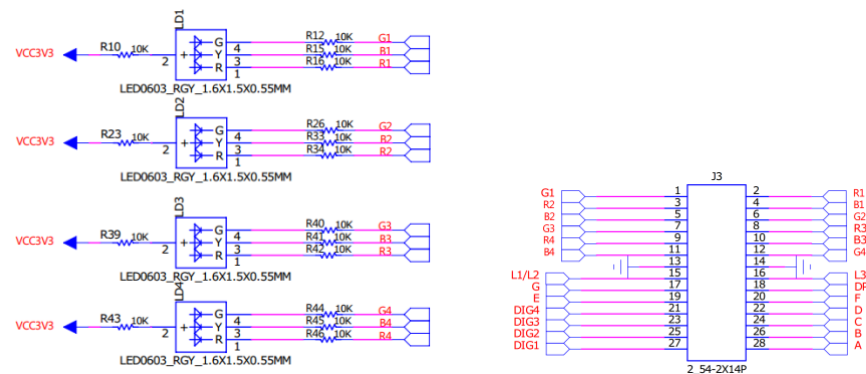 LD1
R10 10K
VCC3V3
2
+
G
Y
R
4
3
1
R12 10K G1
R15 10K B1
R16 10K R1
LED0603_RGY_1.6X1.5X0.55MM
LD2
R23 10K
VCC3V3
2
+
G
Y
R
4
3
1
R26 10K G2
R33 10K B2
R34 10K R2
LED0603_RGY_1.6X1.5X0.55MM
LD3
R39 10K
VCC3V3
2
+
G
Y
R
4
3
1
R40 10K G3
R41 10K B3
R42 10K R3
LED0603_RGY_1.6X1.5X0.55MM
LD4
R43 10K
VCC3V3
2
+
G
Y
R
4
3
1
R44 10K G4
R45 10K B4
R46 10K R4
LED0603_RGY_1.6X1.5X0.55MM
J3
G1 1 2 R1
R2 3 4 B1
B2 5 6 G2
G3 7 8 R3
R4 9 10 B3
B4 11 12 G4
13 14
L1/L2 15 16 L3
G 17 18 DP
E 19 20 F
DIG4 21 22 D
DIG3 23 24 C
DIG2 25 26 B
DIG1 27 28 A
2_54-2X14P